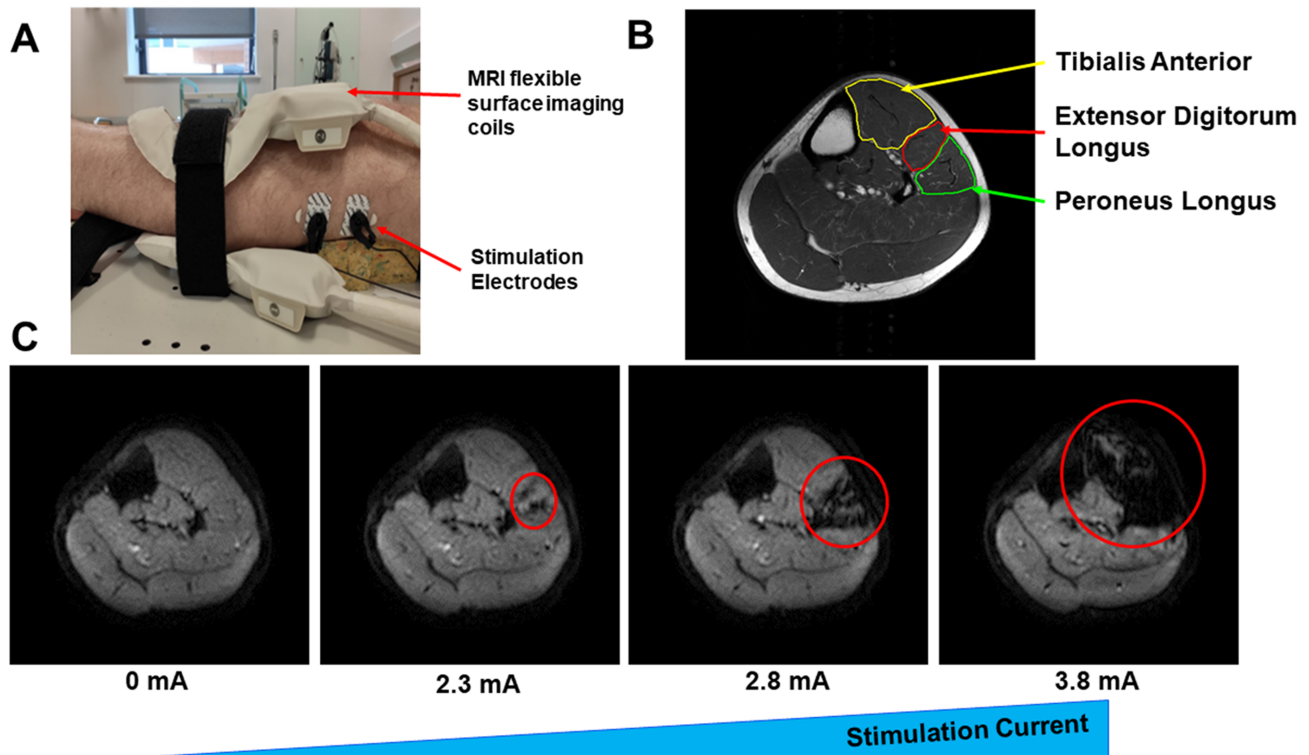 A
MRI flexible
surface imaging
coils
Stimulation
Electrodes
B
Tibialis Anterior
Extensor Digitorum
Longus
Peroneus Longus
C
0 mA
2.3 mA
2.8 mA
3.8 mA
Stimulation Current